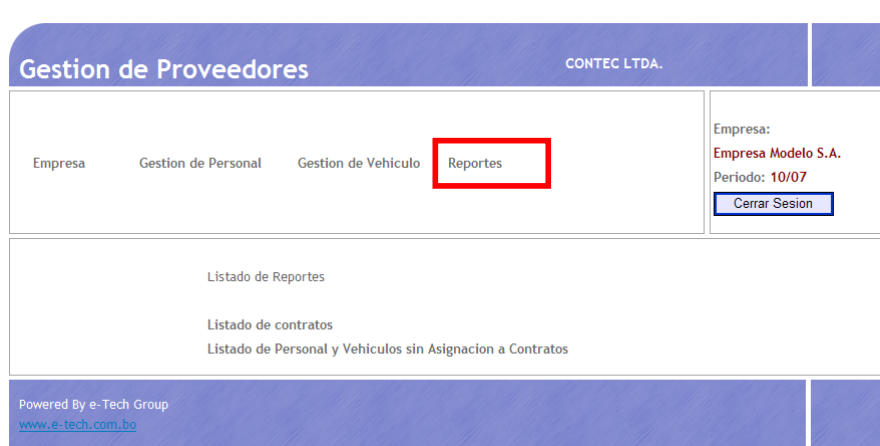 Gestion de Proveedores
CONTEC LTDA.
Empresa
Gestion de Personal
Gestion de Vehiculo
Reportes
Empresa:
Empresa Modelo S.A.
Periodo: 10/07
Cerrar Sesion
Listado de Reportes
Listado de contratos
Listado de Personal y Vehiculos sin Asignacion a Contratos
Powered By e-Tech Group
www.e-tech.com.bo